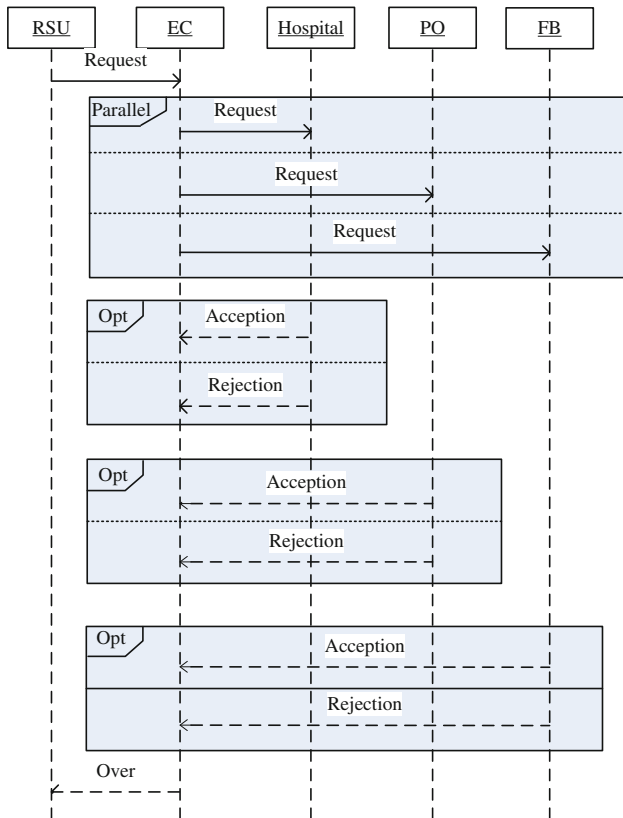 RSU EC Hospital PO FB
Request
Parallel
Request
Request
Request
Opt
Acception
Rejection
Opt
Acception
Rejection
Opt
Acception
Rejection
Over